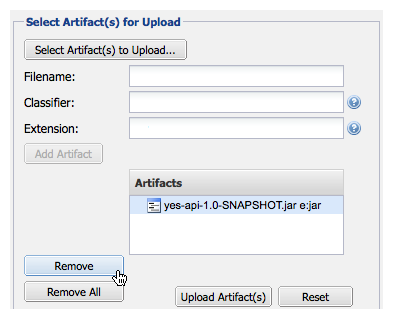 Select Artifact(s) for Upload
Select Artifact(s) to Upload...
Filename:
Classifier:
Extension:
Add Artifact
Artifacts
yes-api-1.0-SNAPSHOT.jar e:jar
Remove
Remove All
Upload Artifact(s)
Reset